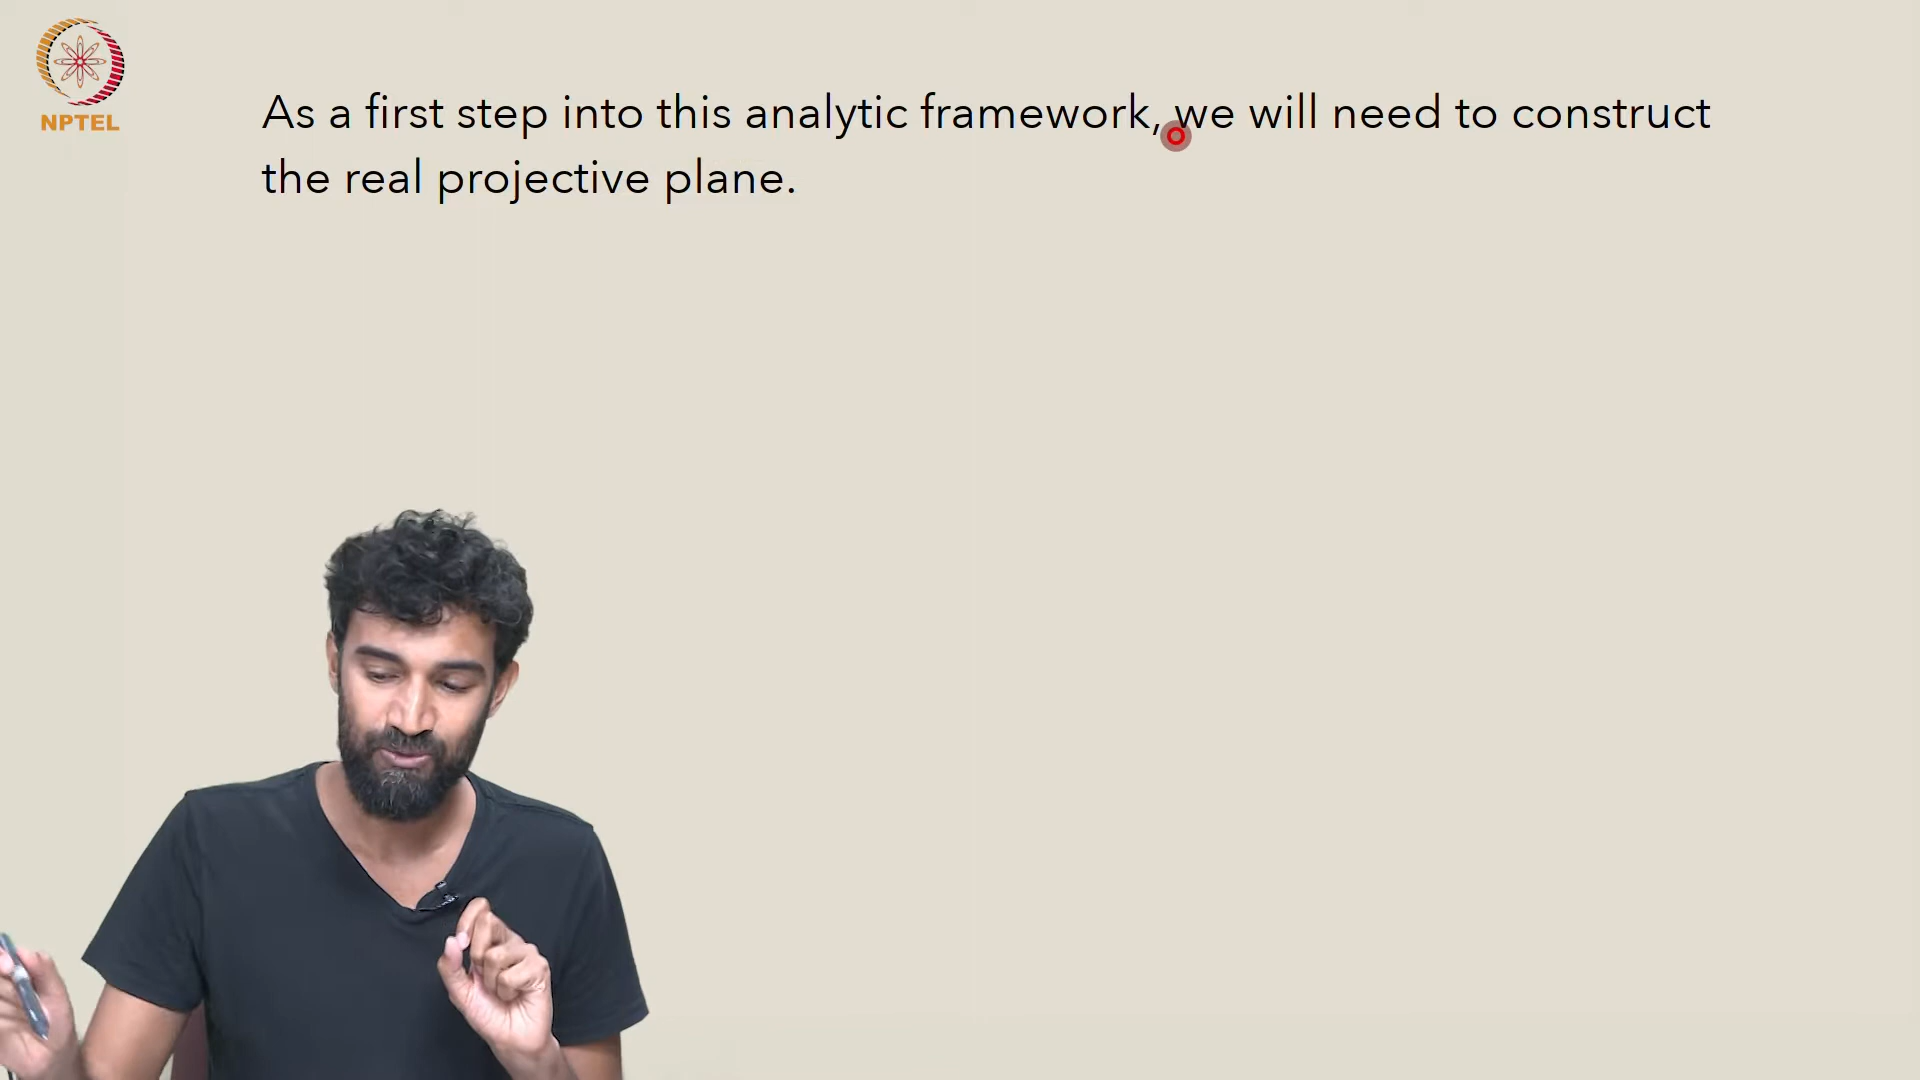 NPTEL
As a first step into this analytic framework, we will need to construct
the real projective plane.